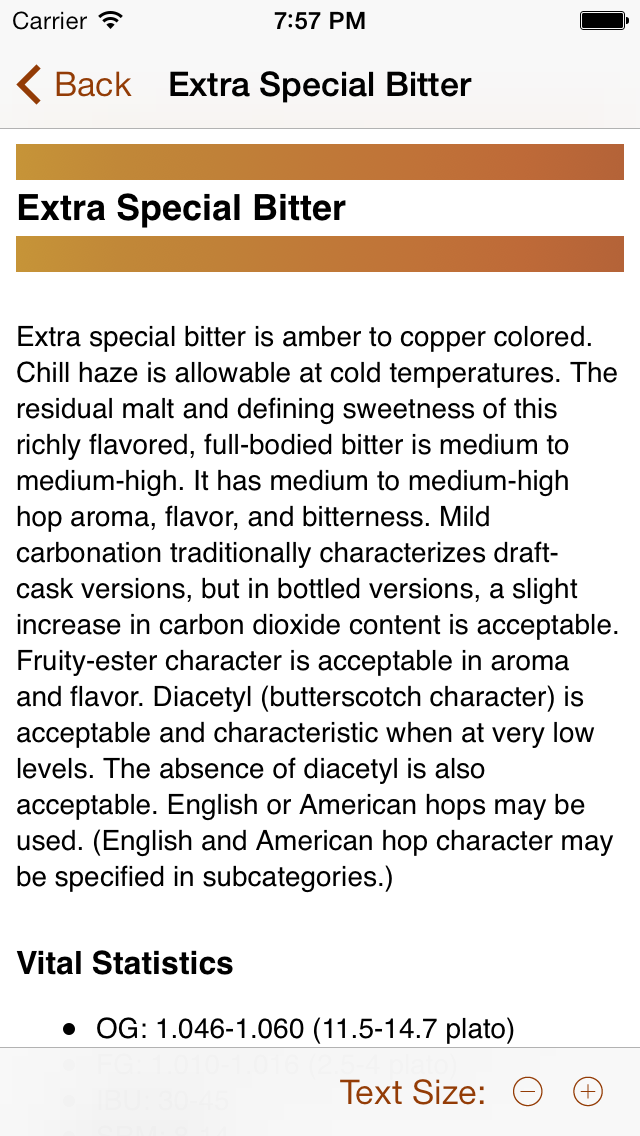 Carrier 7:57 PM
Back Extra Special Bitter
Extra Special Bitter
Extra special bitter is amber to copper colored.
Chill haze is allowable at cold temperatures. The
residual malt and defining sweetness of this
richly flavored, full-bodied bitter is medium to
medium-high. It has medium to medium-high
hop aroma, flavor, and bitterness. Mild
carbonation traditionally characterizes draft-
cask versions, but in bottled versions, a slight
increase in carbon dioxide content is acceptable.
Fruity-ester character is acceptable in aroma
and flavor. Diacetyl (butterscotch character) is
acceptable and characteristic when at very low
levels. The absence of diacetyl is also
acceptable. English or American hops may be
used. (English and American hop character may
be specified in subcategories.)
Vital Statistics
• OG: 1.046-1.060 (11.5-14.7 plato)
• FG: 1.010-1.016 (2.5-4 plato)
• IBU: 30-45
Text Size: